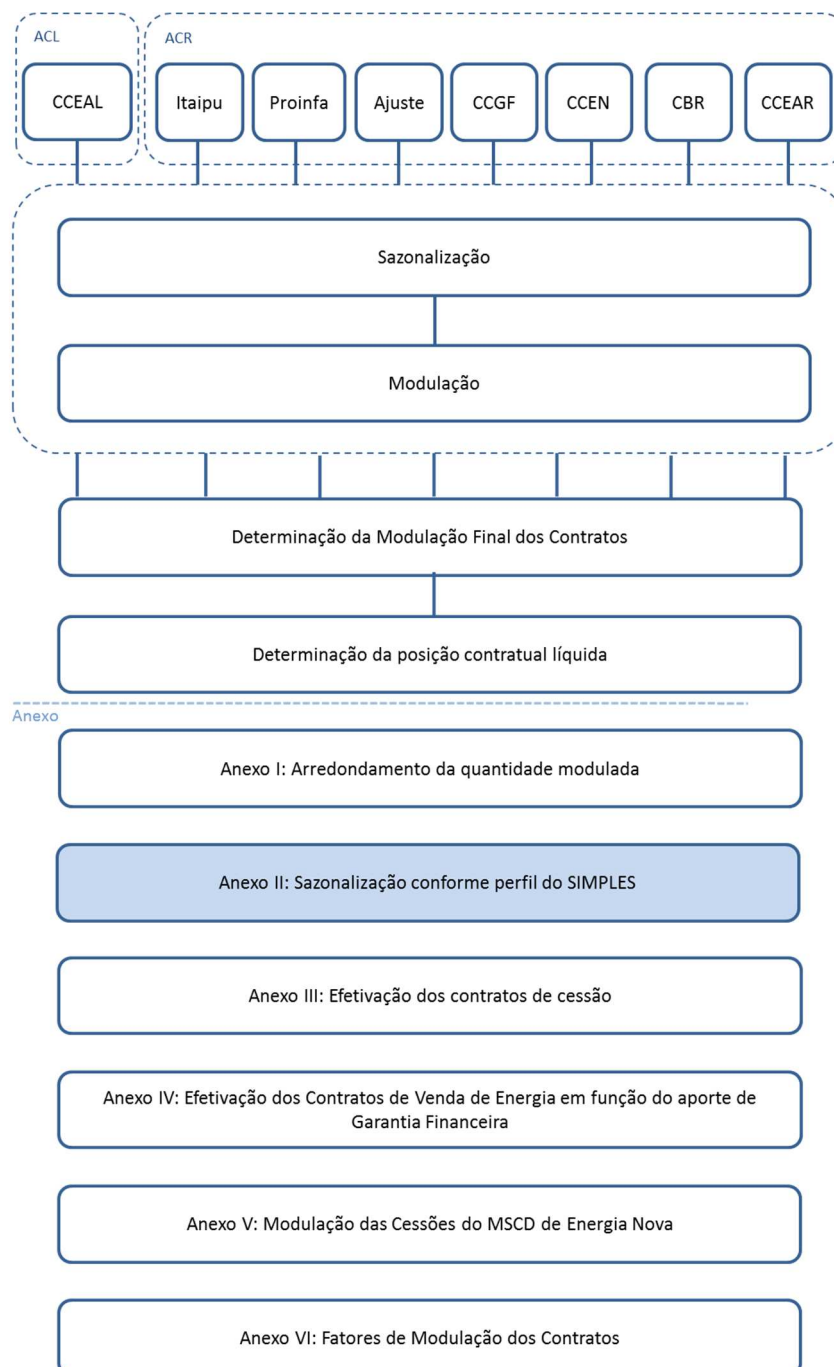 ACL
ACR
CCEAL
Itaipu
Proinfa
Ajuste
CCGF
CCEN
CBR
CCEAR
Sazonalização
Modulação
Determinação da Modulação Final dos Contratos
Determinação da posição contratual líquida
Anexo
Anexo I: Arredondamento da quantidade modulada
Anexo II: Sazonalização conforme perfil do SIMPLES
Anexo III: Efetivação dos contratos de cessão
Anexo IV: Efetivação dos Contratos de Venda de Energia em função do aporte de
Garantia Financeira
Anexo V: Modulação das Cessões do MSCD de Energia Nova
Anexo VI: Fatores de Modulação dos Contratos